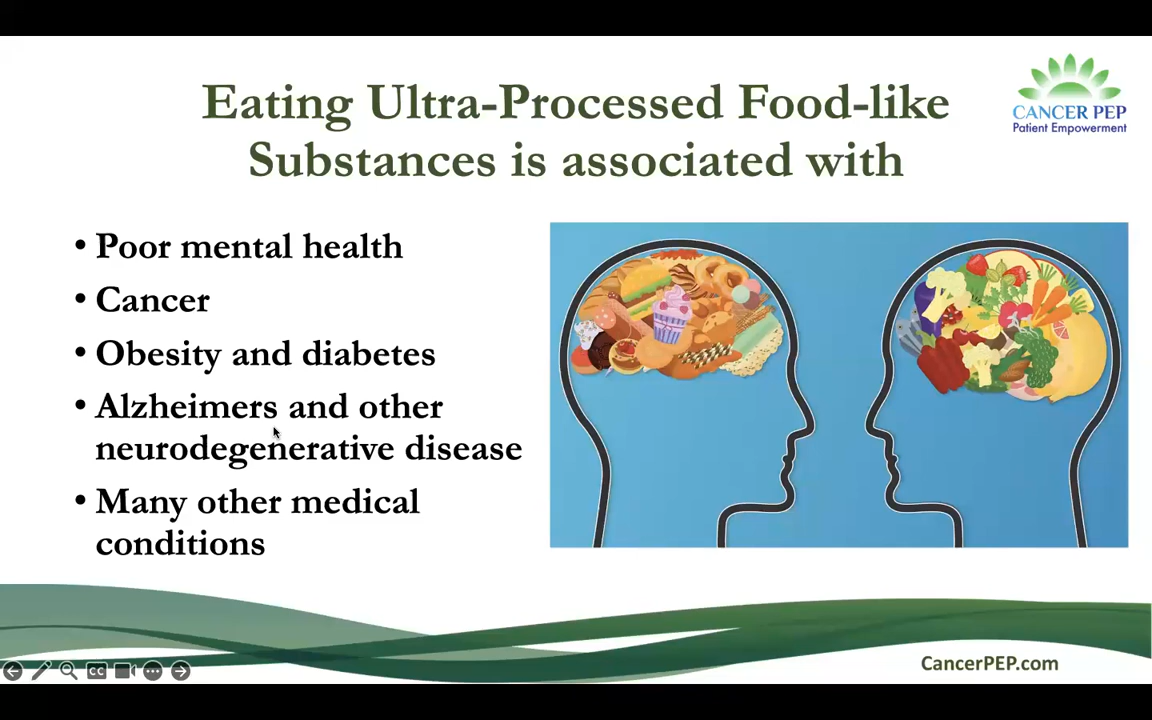 Eating Ultra-Processed Food-like
Substances is associated with
CANCER PEP
Patient Empowerment
• Poor mental health
• Cancer
• Obesity and diabetes
• Alzheimers and other
neurodegenerative disease
• Many other medical
conditions
CC
CancerPEP.com